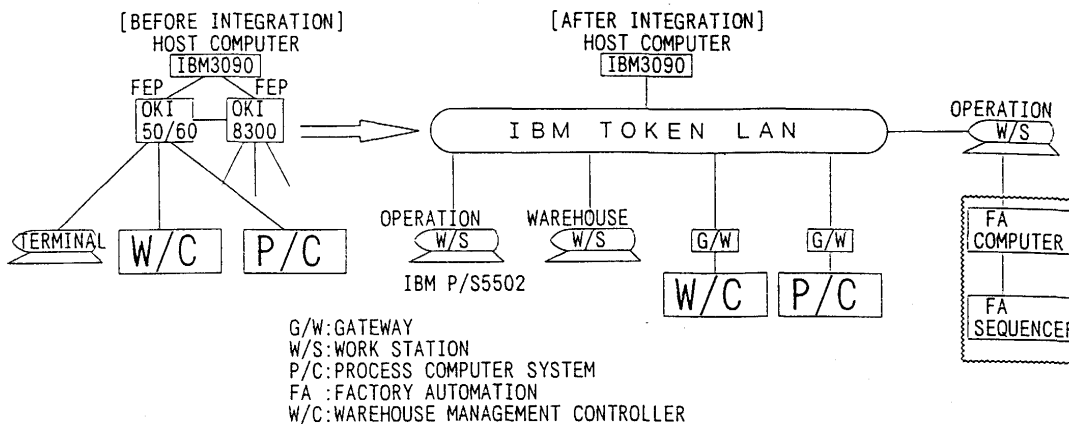 [BEFORE INTEGRATION]
HOST COMPUTER
IBM3090
FEP
FEP
OKI
50/60
OKI
8300
TERMINAL
W/C
P/C
[AFTER INTEGRATION]
HOST COMPUTER
IBM3090
IBM TOKEN LAN
OPERATION
W/S
OPERATION
W/S
IBM P/S5502
WAREHOUSE
W/S
G/W
G/W
W/C
P/C
FA
COMPUTER
FA
SEQUENCER
G/W:GATEWAY
W/S:WORK STATION
P/C:PROCESS COMPUTER SYSTEM
FA :FACTORY AUTOMATION
W/C:WAREHOUSE MANAGEMENT CONTROLLER